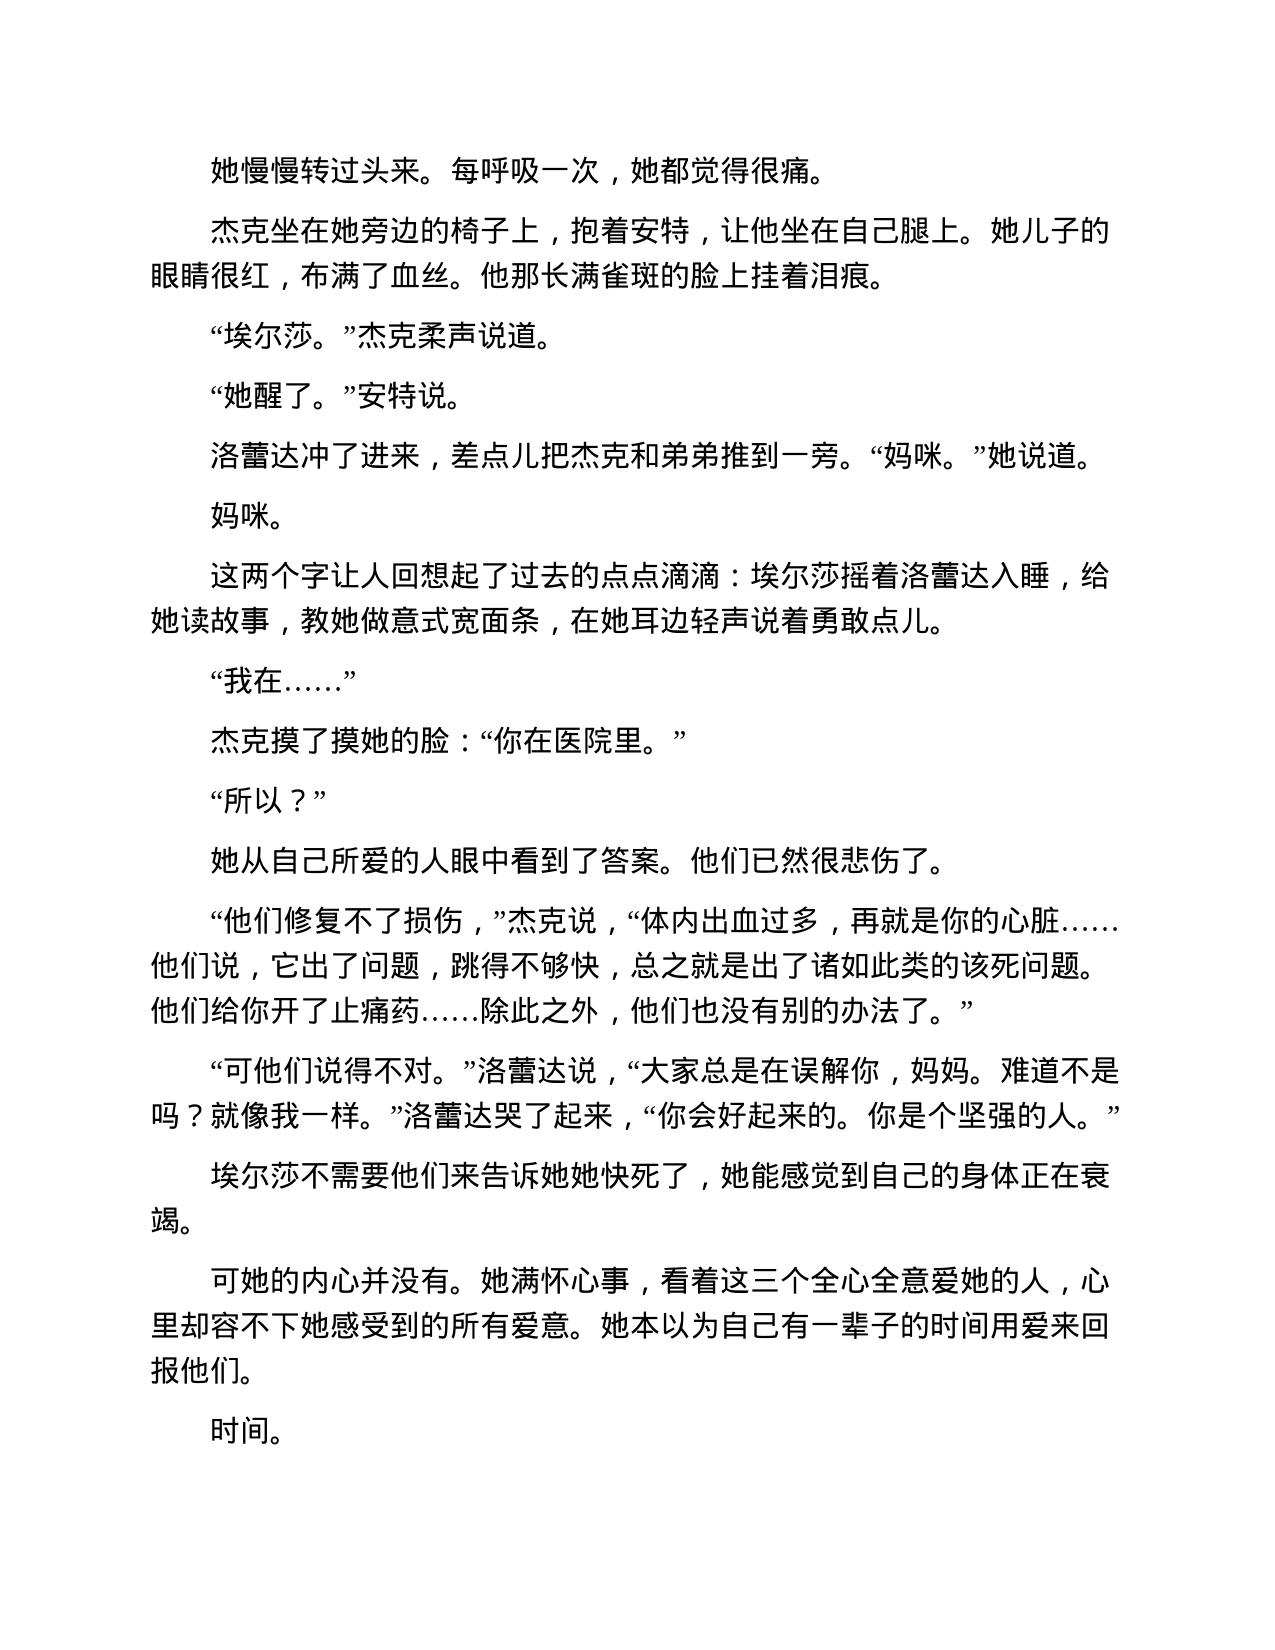 她慢慢转过头来。每呼吸一次，她都觉得很痛。
杰克坐在她旁边的椅子上，抱着安特，让他坐在自己腿上。她儿子的
眼睛很红，布满了血丝。他那长满雀斑的脸上挂着泪痕。
“埃尔莎。”杰克柔声说道。
“她醒了。”安特说。
洛蕾达冲了进来，差点儿把杰克和弟弟推到一旁。“妈咪。”她说道。
妈咪。
这两个字让人回想起了过去的点点滴滴：埃尔莎摇着洛蕾达入睡，给
她读故事，教她做意式宽面条，在她耳边轻声说着勇敢点儿。
“我在……”
杰克摸了摸她的脸：“你在医院里。”
“所以？”
她从自己所爱的人眼中看到了答案。他们已然很悲伤了。
“他们修复不了损伤，”杰克说，“体内出血过多，再就是你的心脏……
他们说，它出了问题，跳得不够快，总之就是出了诸如此类的该死问题。
他们给你开了止痛药……除此之外，他们也没有别的办法了。”
“可他们说得不对。”洛蕾达说，“大家总是在误解你，妈妈。难道不是
吗？就像我一样。”洛蕾达哭了起来，“你会好起来的。你是个坚强的人。”
埃尔莎不需要他们来告诉她她快死了，她能感觉到自己的身体正在衰
竭。
可她的内心并没有。她满怀心事，看着这三个全心全意爱她的人，心
里却容不下她感受到的所有爱意。她本以为自己有一辈子的时间用爱来回
报他们。
时间。